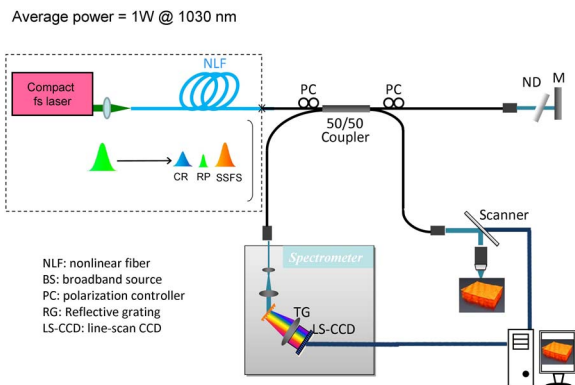 Average power = 1W @ 1030 nm
NLF
Compact
fs laser
PC
PC
ND
M
50/50
Coupler
CR RP SSFS
Scanner
Spectrometer
NLF: nonlinear fiber
BS: broadband source
PC: polarization controller
RG: Reflective grating
LS-CCD: line-scan CCD
TG
LS-CCD